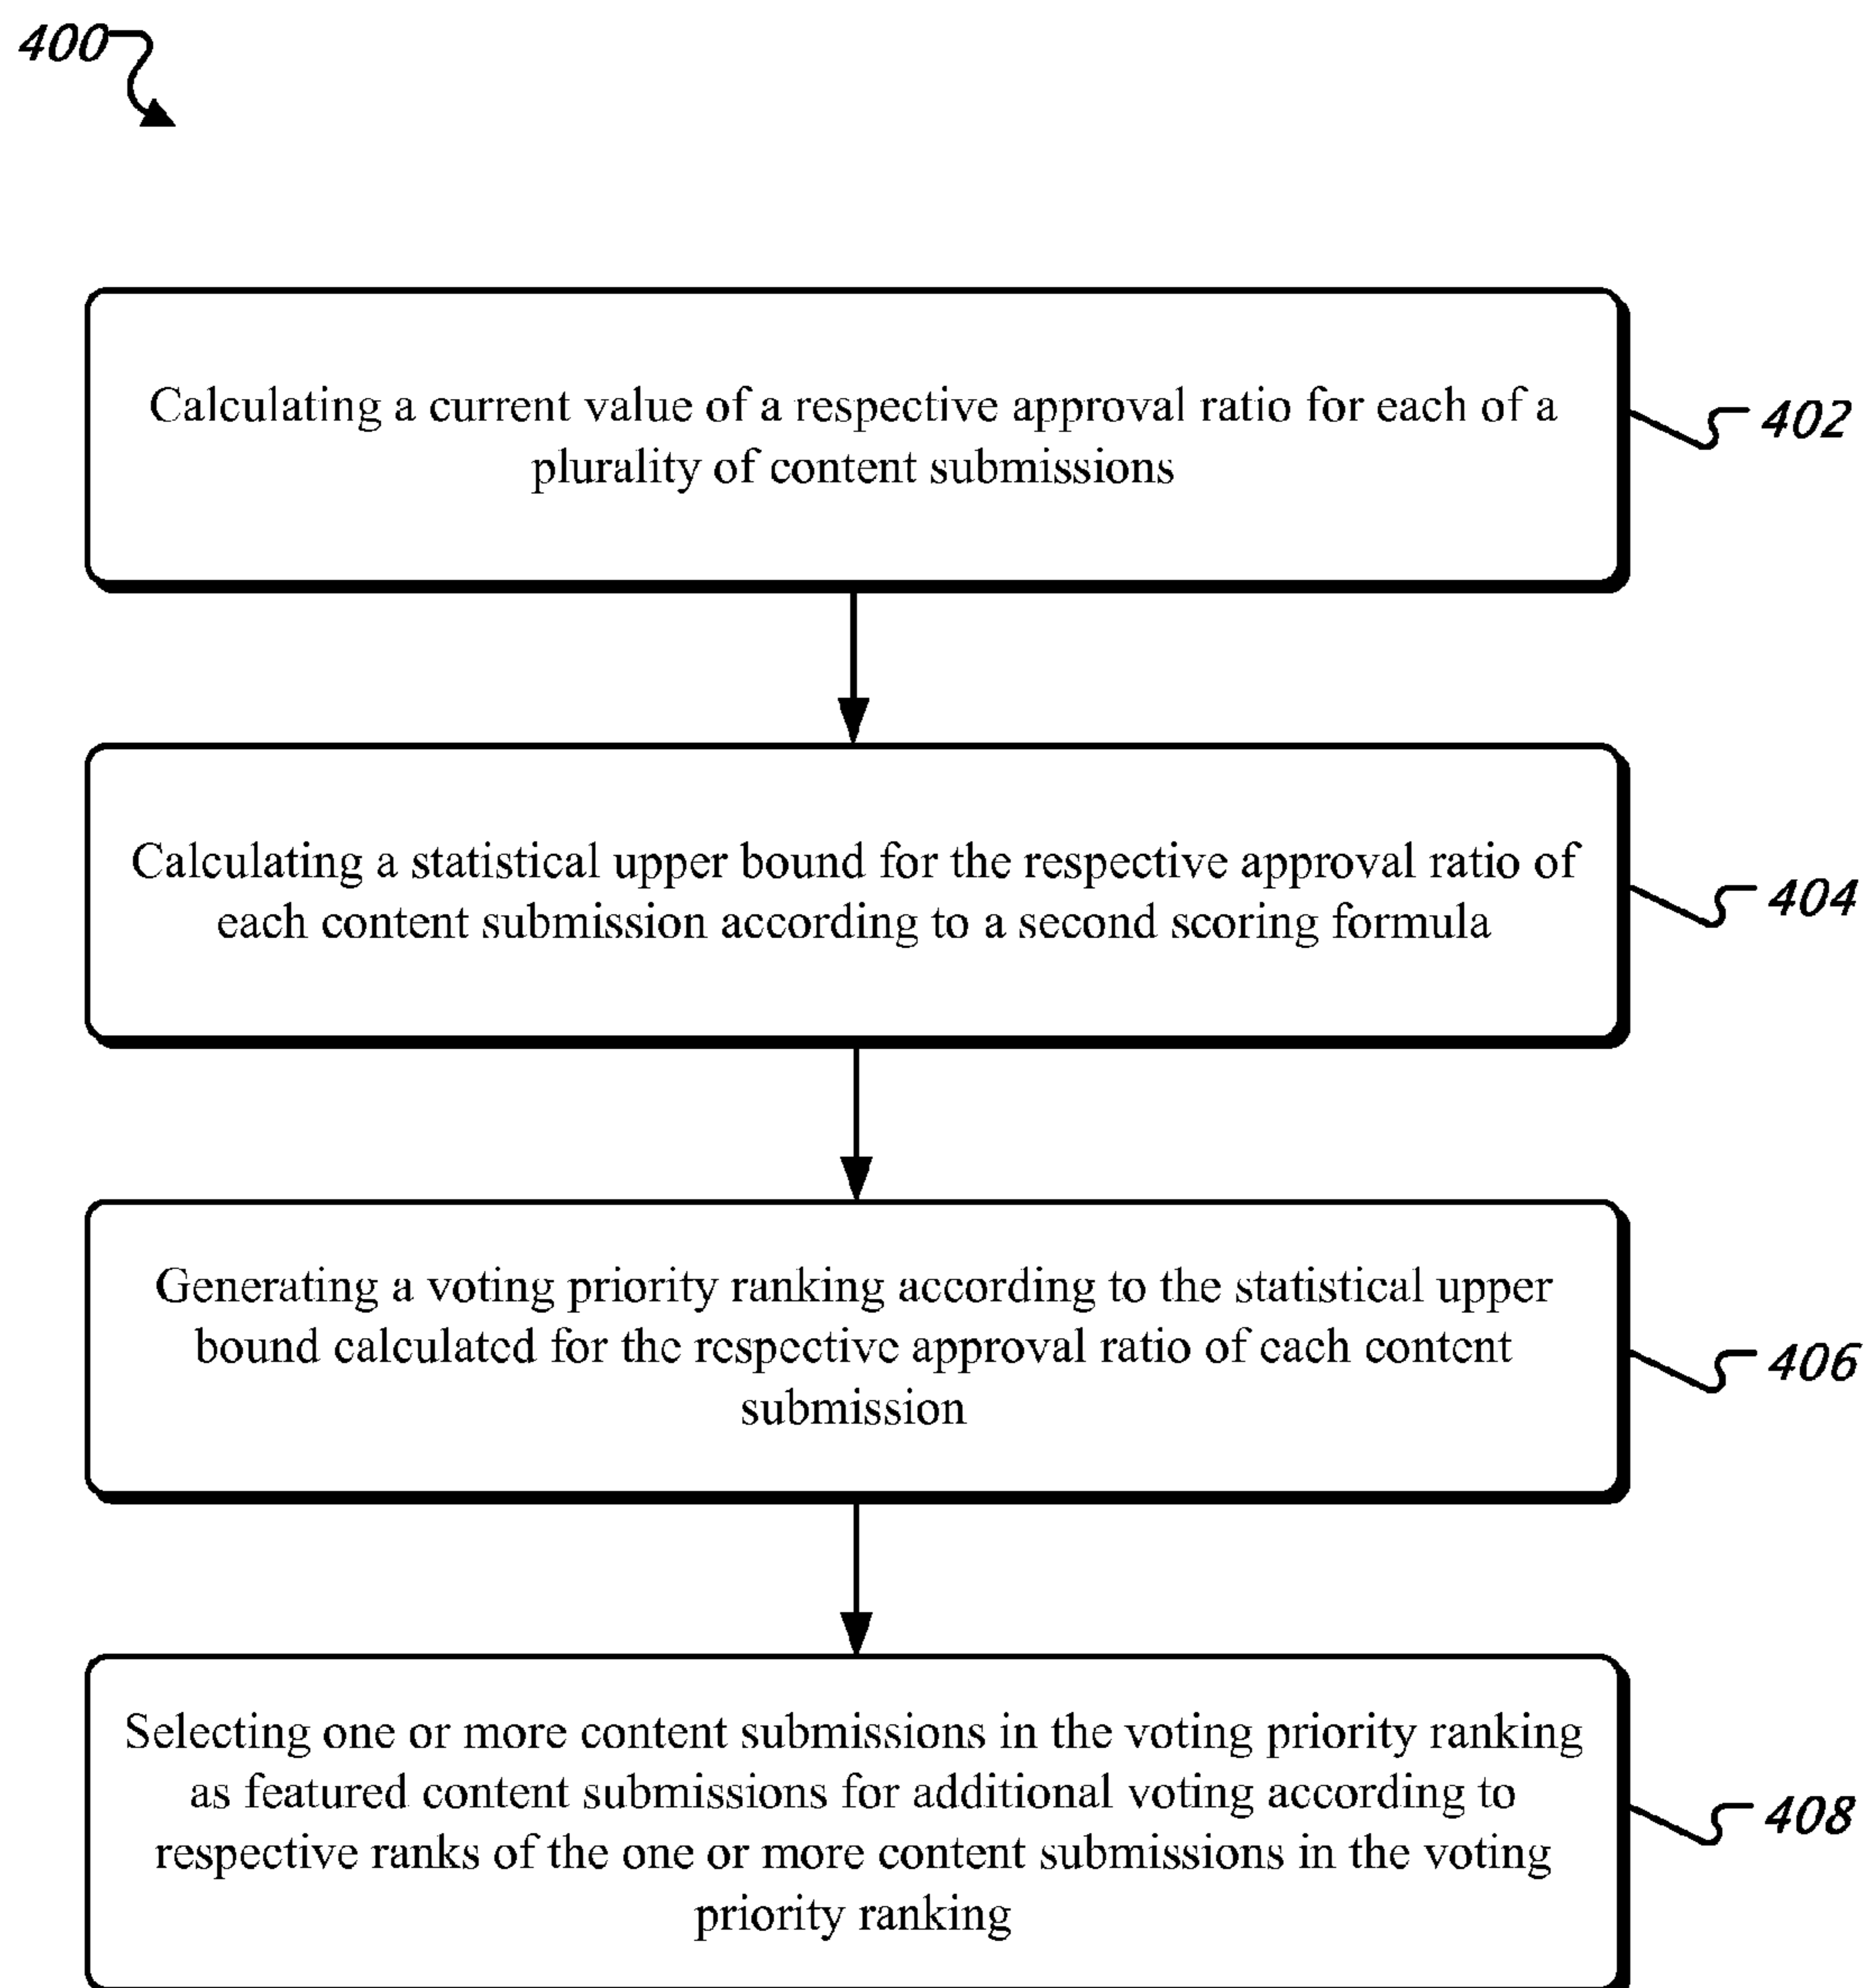 400
Calculating a current value of a respective approval ratio for each of a
plurality of content submissions
402
Calculating a statistical upper bound for the respective approval ratio of
each content submission according to a second scoring formula
404
Generating a voting priority ranking according to the statistical upper
bound calculated for the respective approval ratio of each content
submission
406
Selecting one or more content submissions in the voting priority ranking
as featured content submissions for additional voting according to
respective ranks of the one or more content submissions in the voting
priority ranking
408